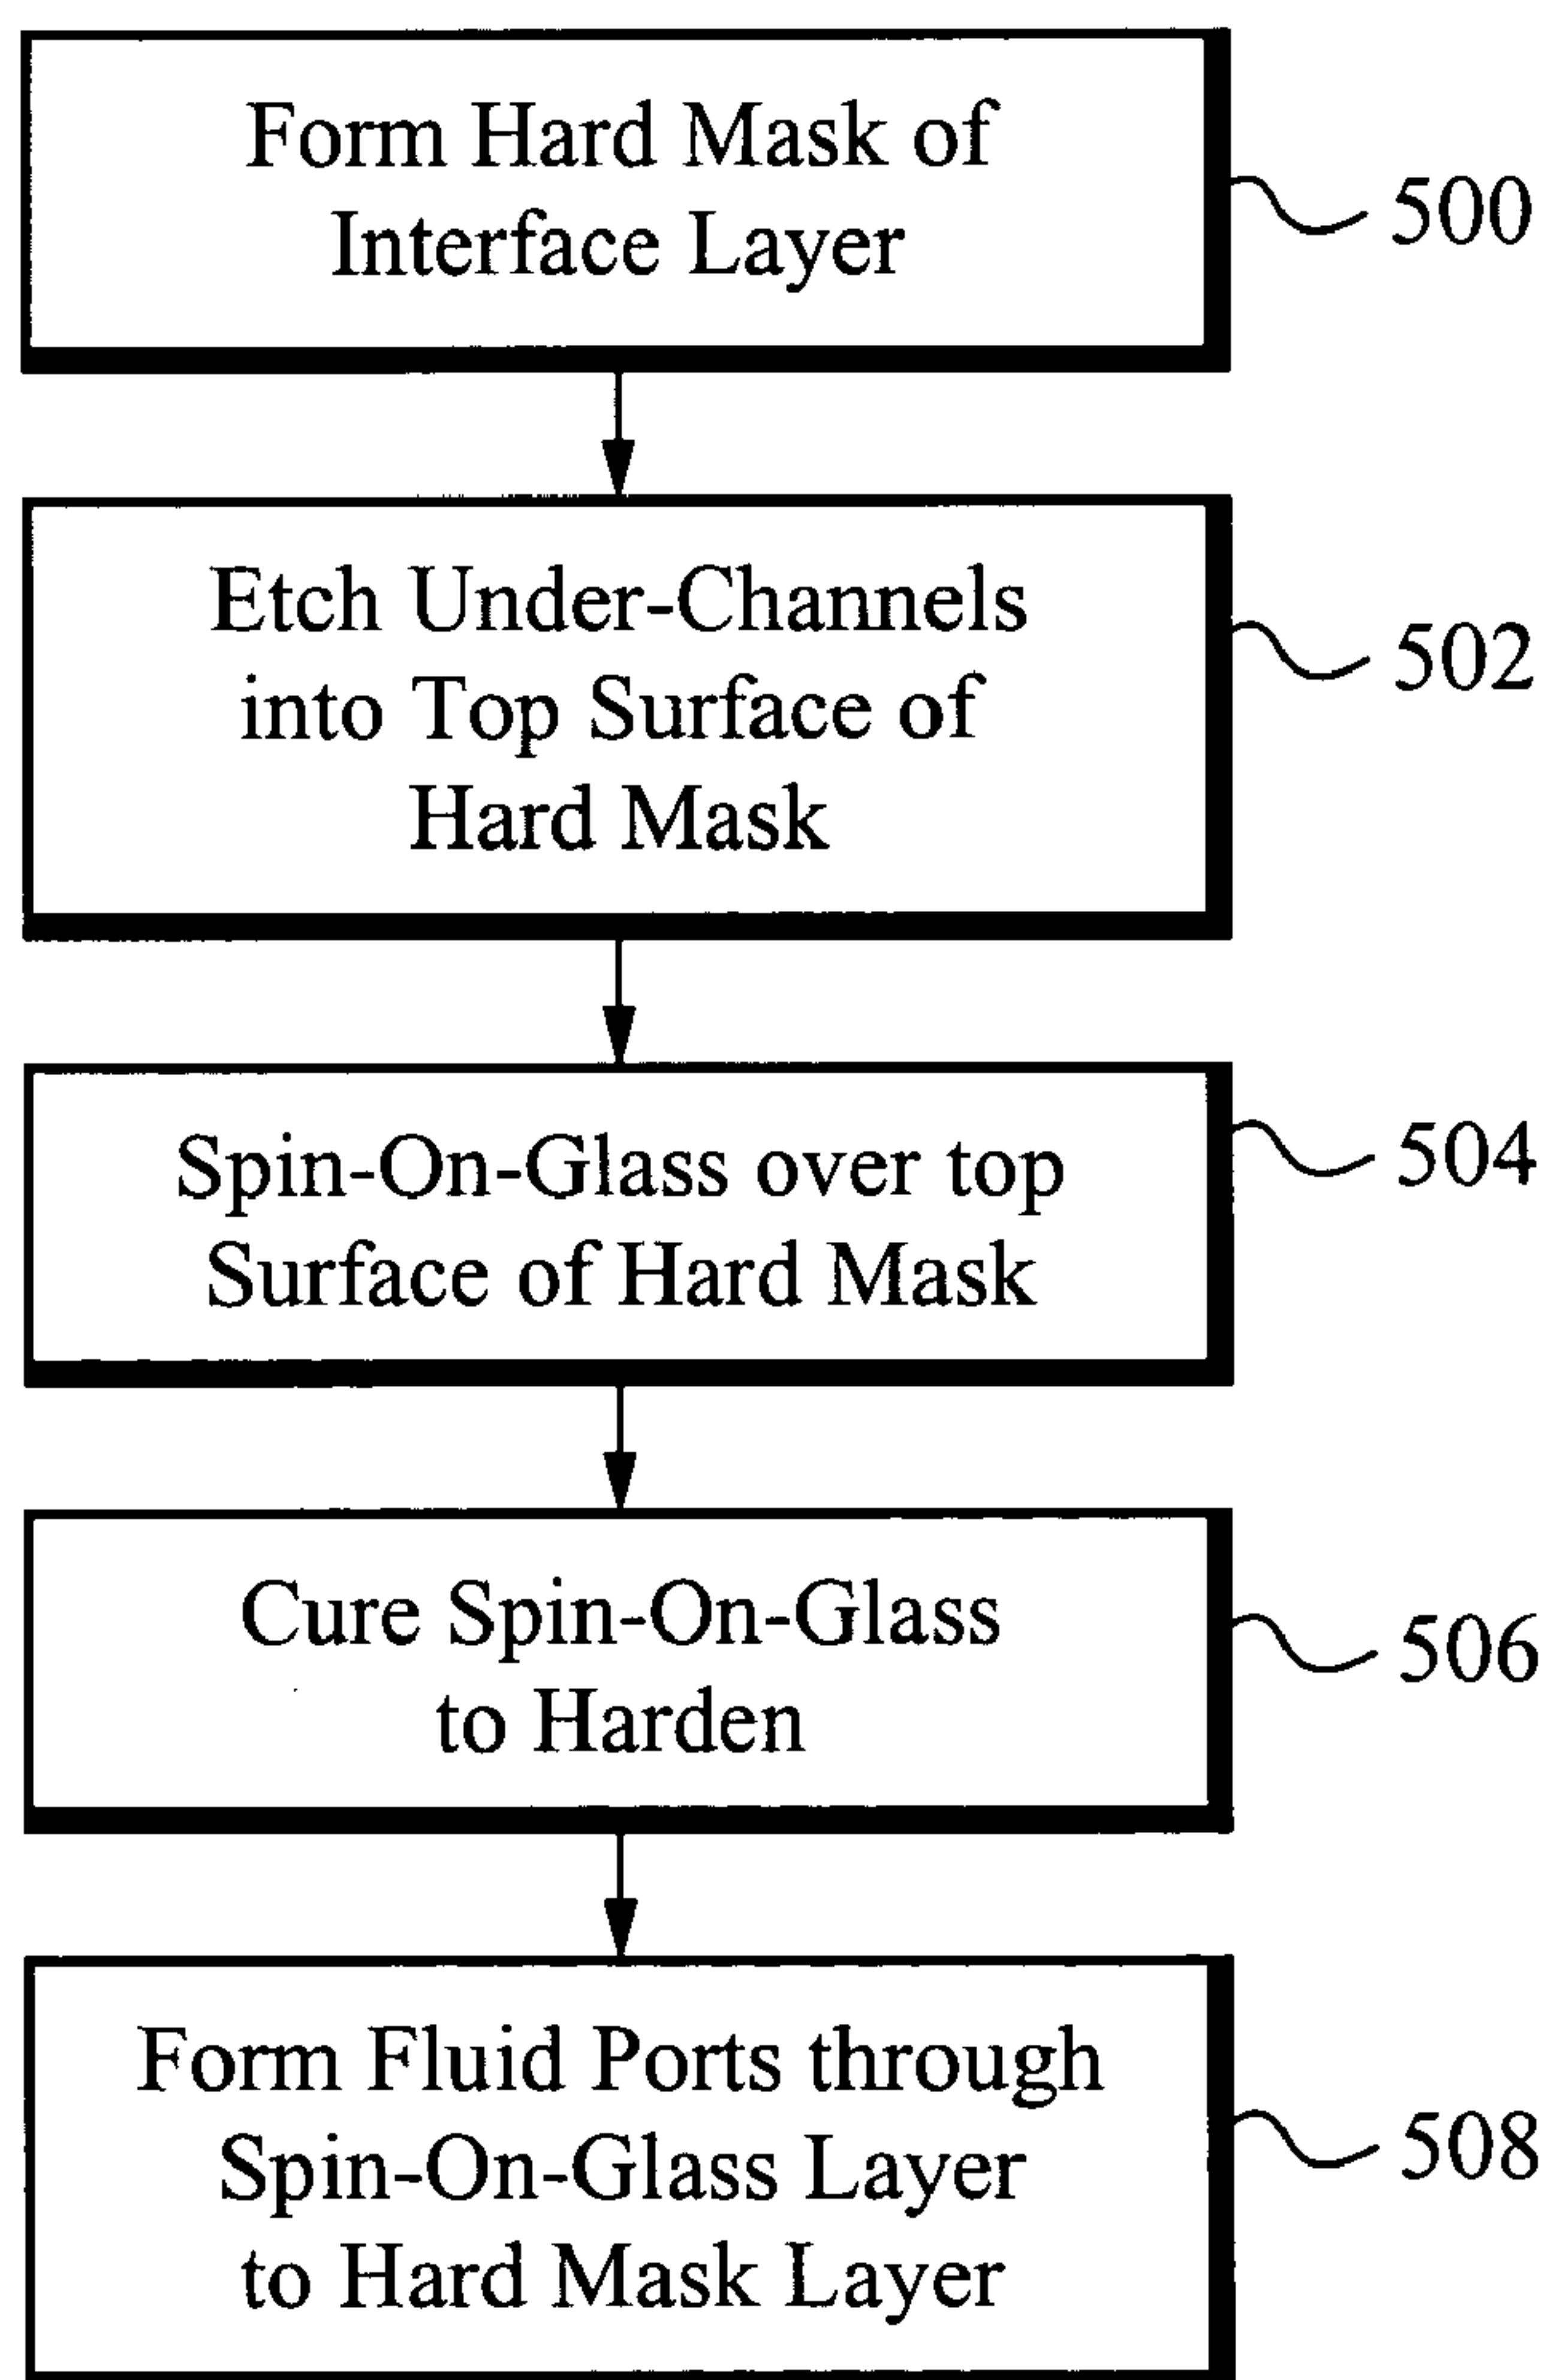 Form Hard Mask of
Interface Layer
500
Etch Under-Channels
into Top Surface of
Hard Mask
502
Spin-On-Glass over top
Surface of Hard Mask
504
Cure Spin-On-Glass
to Harden
506
Form Fluid Ports through
Spin-On-Glass Layer
to Hard Mask Layer
508